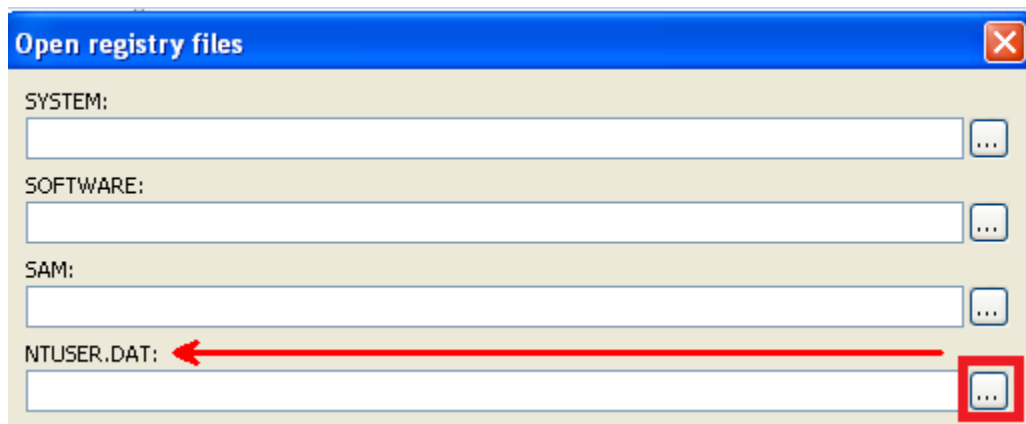 Open registry files
SYSTEM:
...
SOFTWARE:
...
SAM:
...
NTUSER.DAT:
...